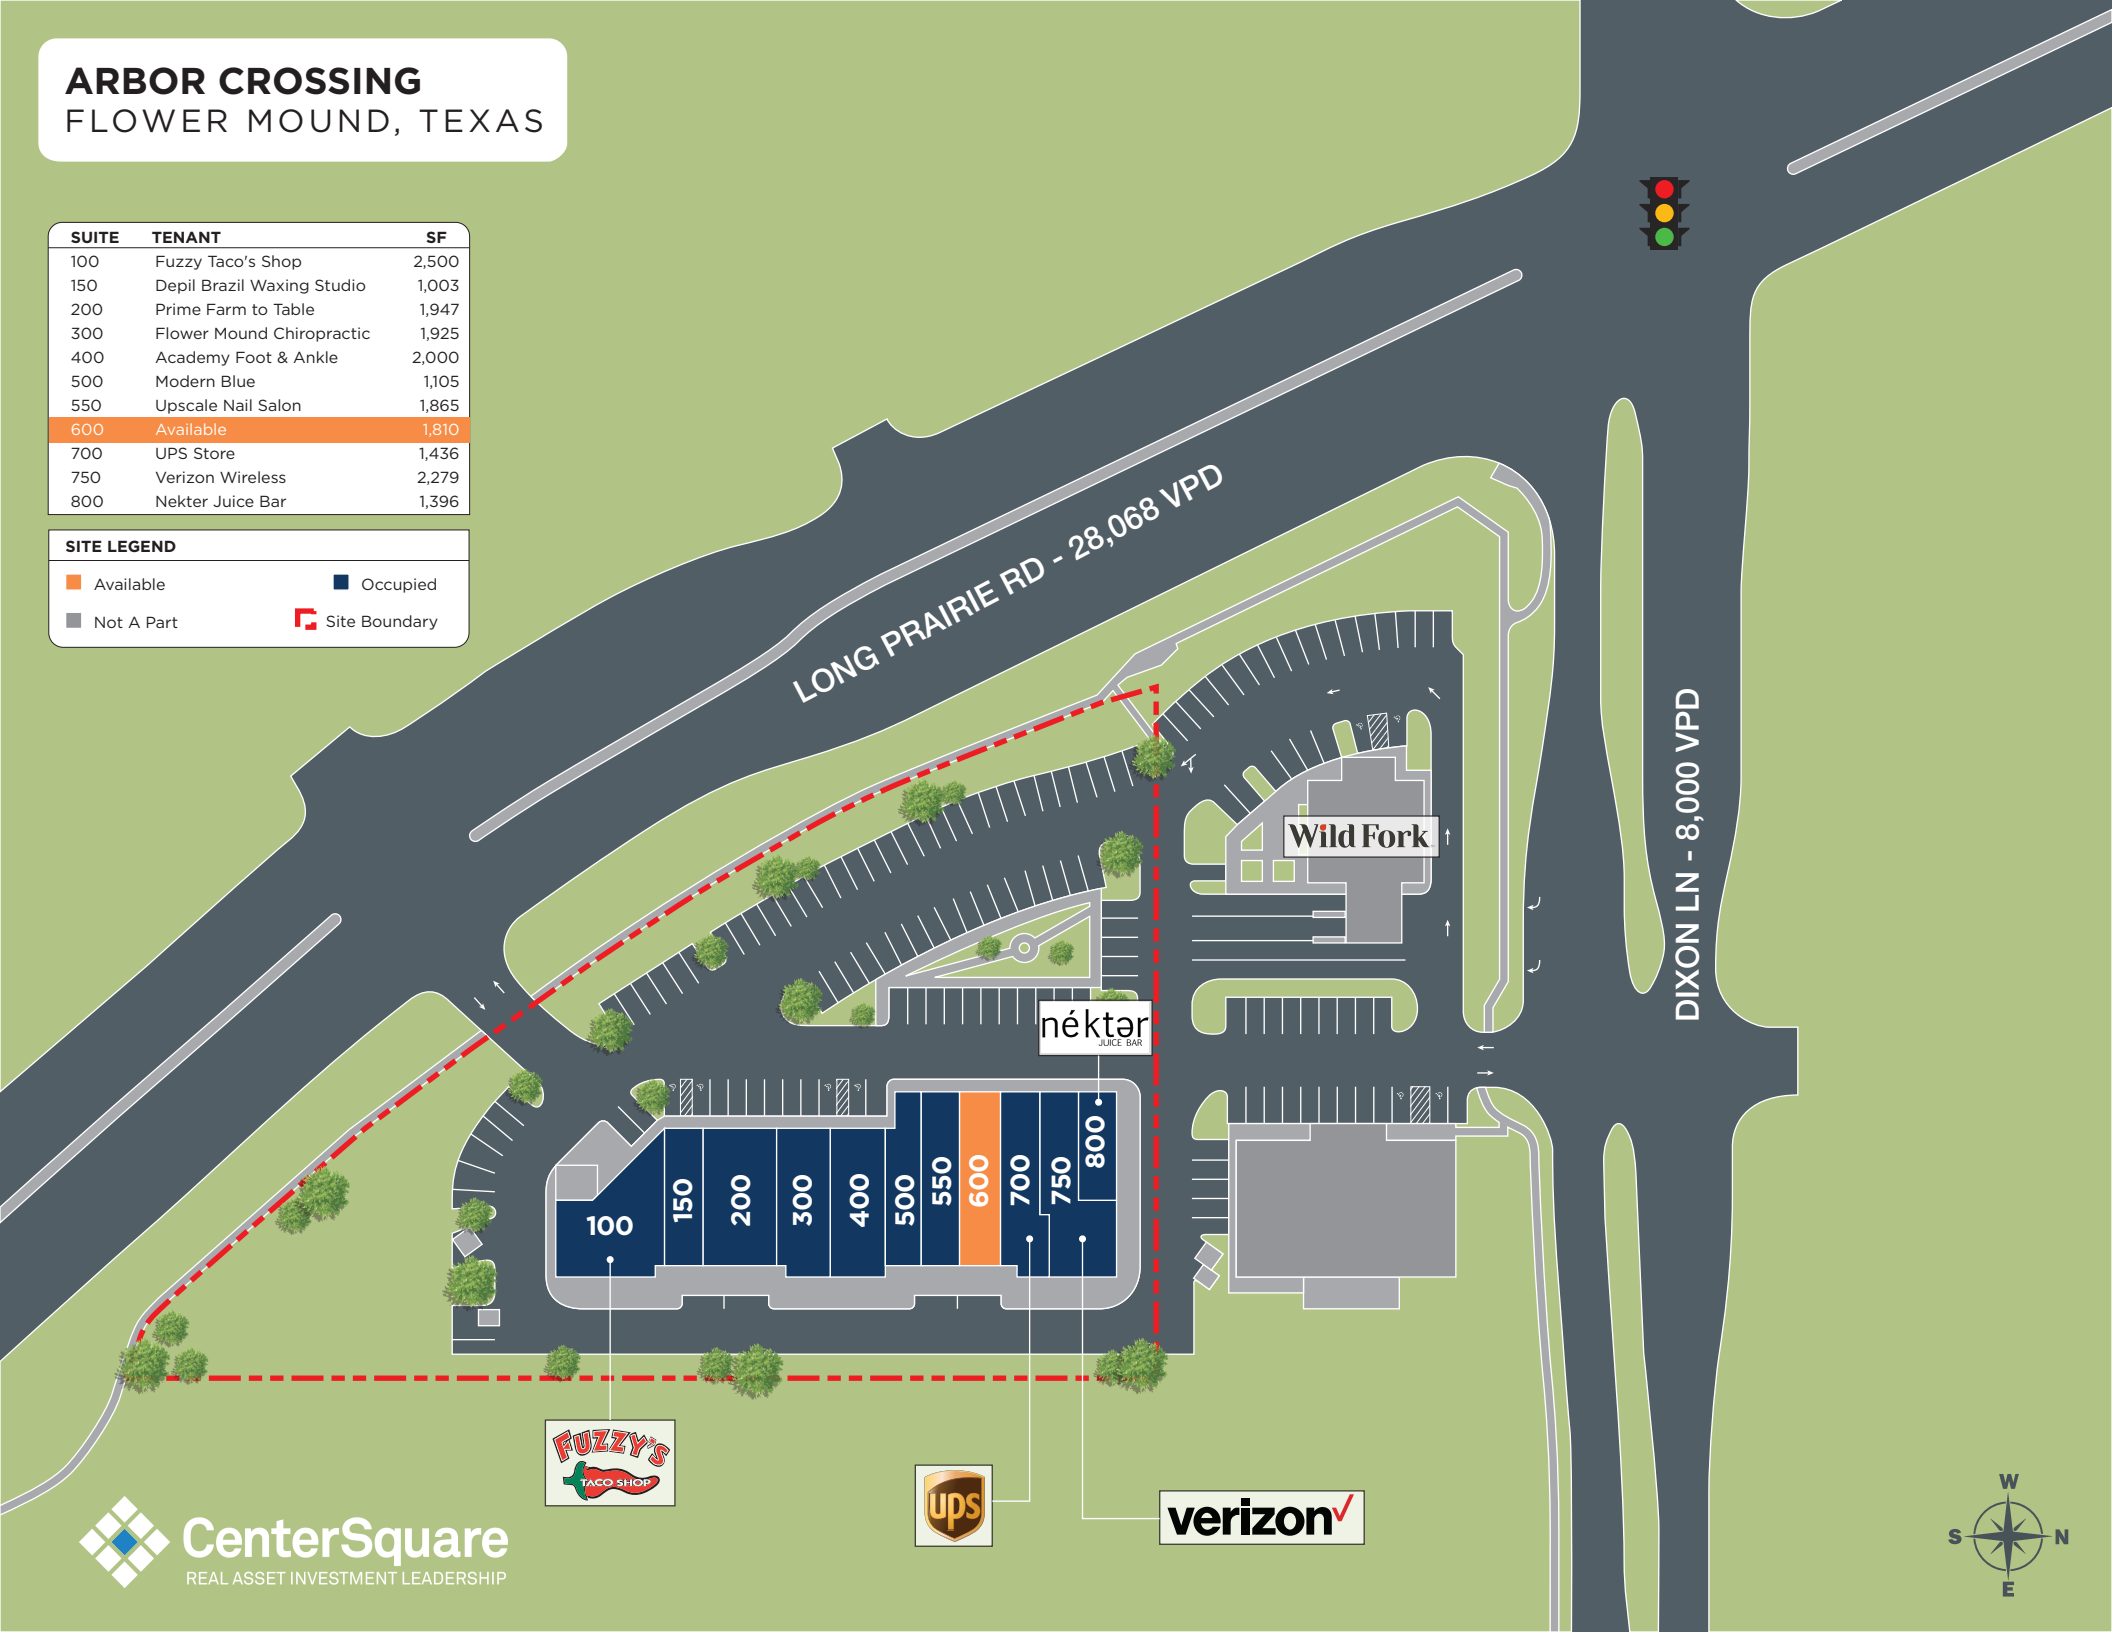 ARBOR CROSSING
FLOWER MOUND, TEXAS
SUITE TENANT SF
100 Fuzzy Taco's Shop 2,500
150 Depil Brazil Waxing Studio 1,003
200 Prime Farm to Table 1,947
300 Flower Mound Chiropractic 1,925
400 Academy Foot & Ankle 2,000
500 Modern Blue 1,105
550 Upscale Nail Salon 1,865
600 Available 1,810
700 UPS Store 1,436
750 Verizon Wireless 2,279
800 Nekter Juice Bar 1,396
SITE LEGEND
Available Occupied
Not A Part Site Boundary
LONG PRAIRIE RD - 28,068 VPD
DIXON LN - 8,000 VPD
Wild Fork
néktər
JUICE BAR
100
150
200
300
400
500
550
600
700
750
800
FUZZY'S
TACO SHOP
ups
verizon
CenterSquare
REAL ASSET INVESTMENT LEADERSHIP
W
S N
E